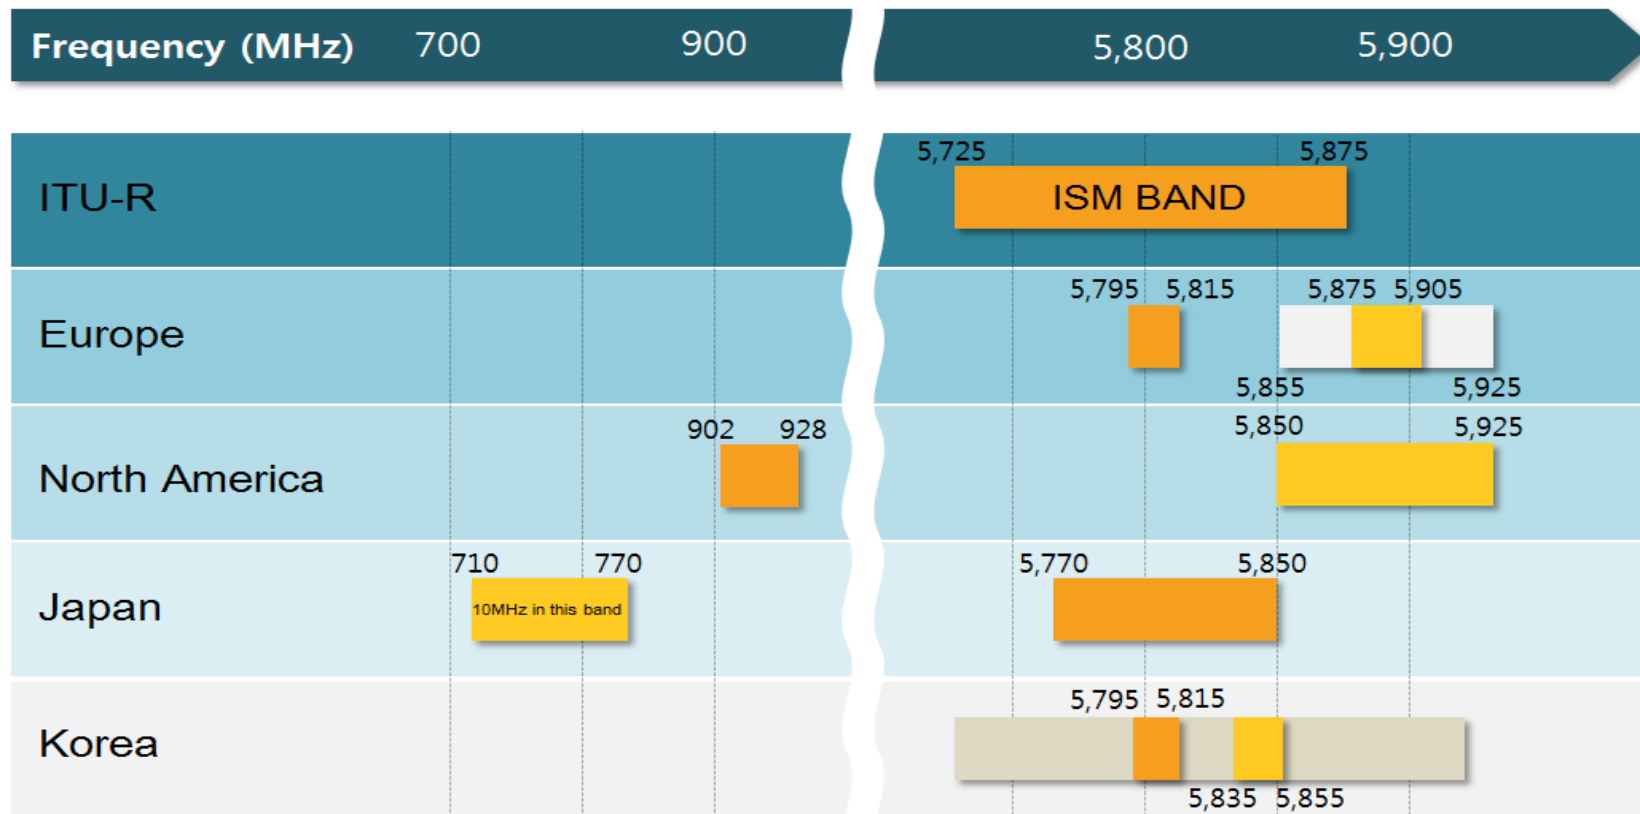 Frequency (MHz) 700 900 5,800 5,900
5,725 5,875
ITU-R ISM BAND
5,795 5,815 5,875 5,905
Europe
5,855 5,925
902 928 5,850 5,925
North America
710 770 5,770 5,850
Japan 10MHz in this band
5,795 5,815
Korea
5,835 5,855